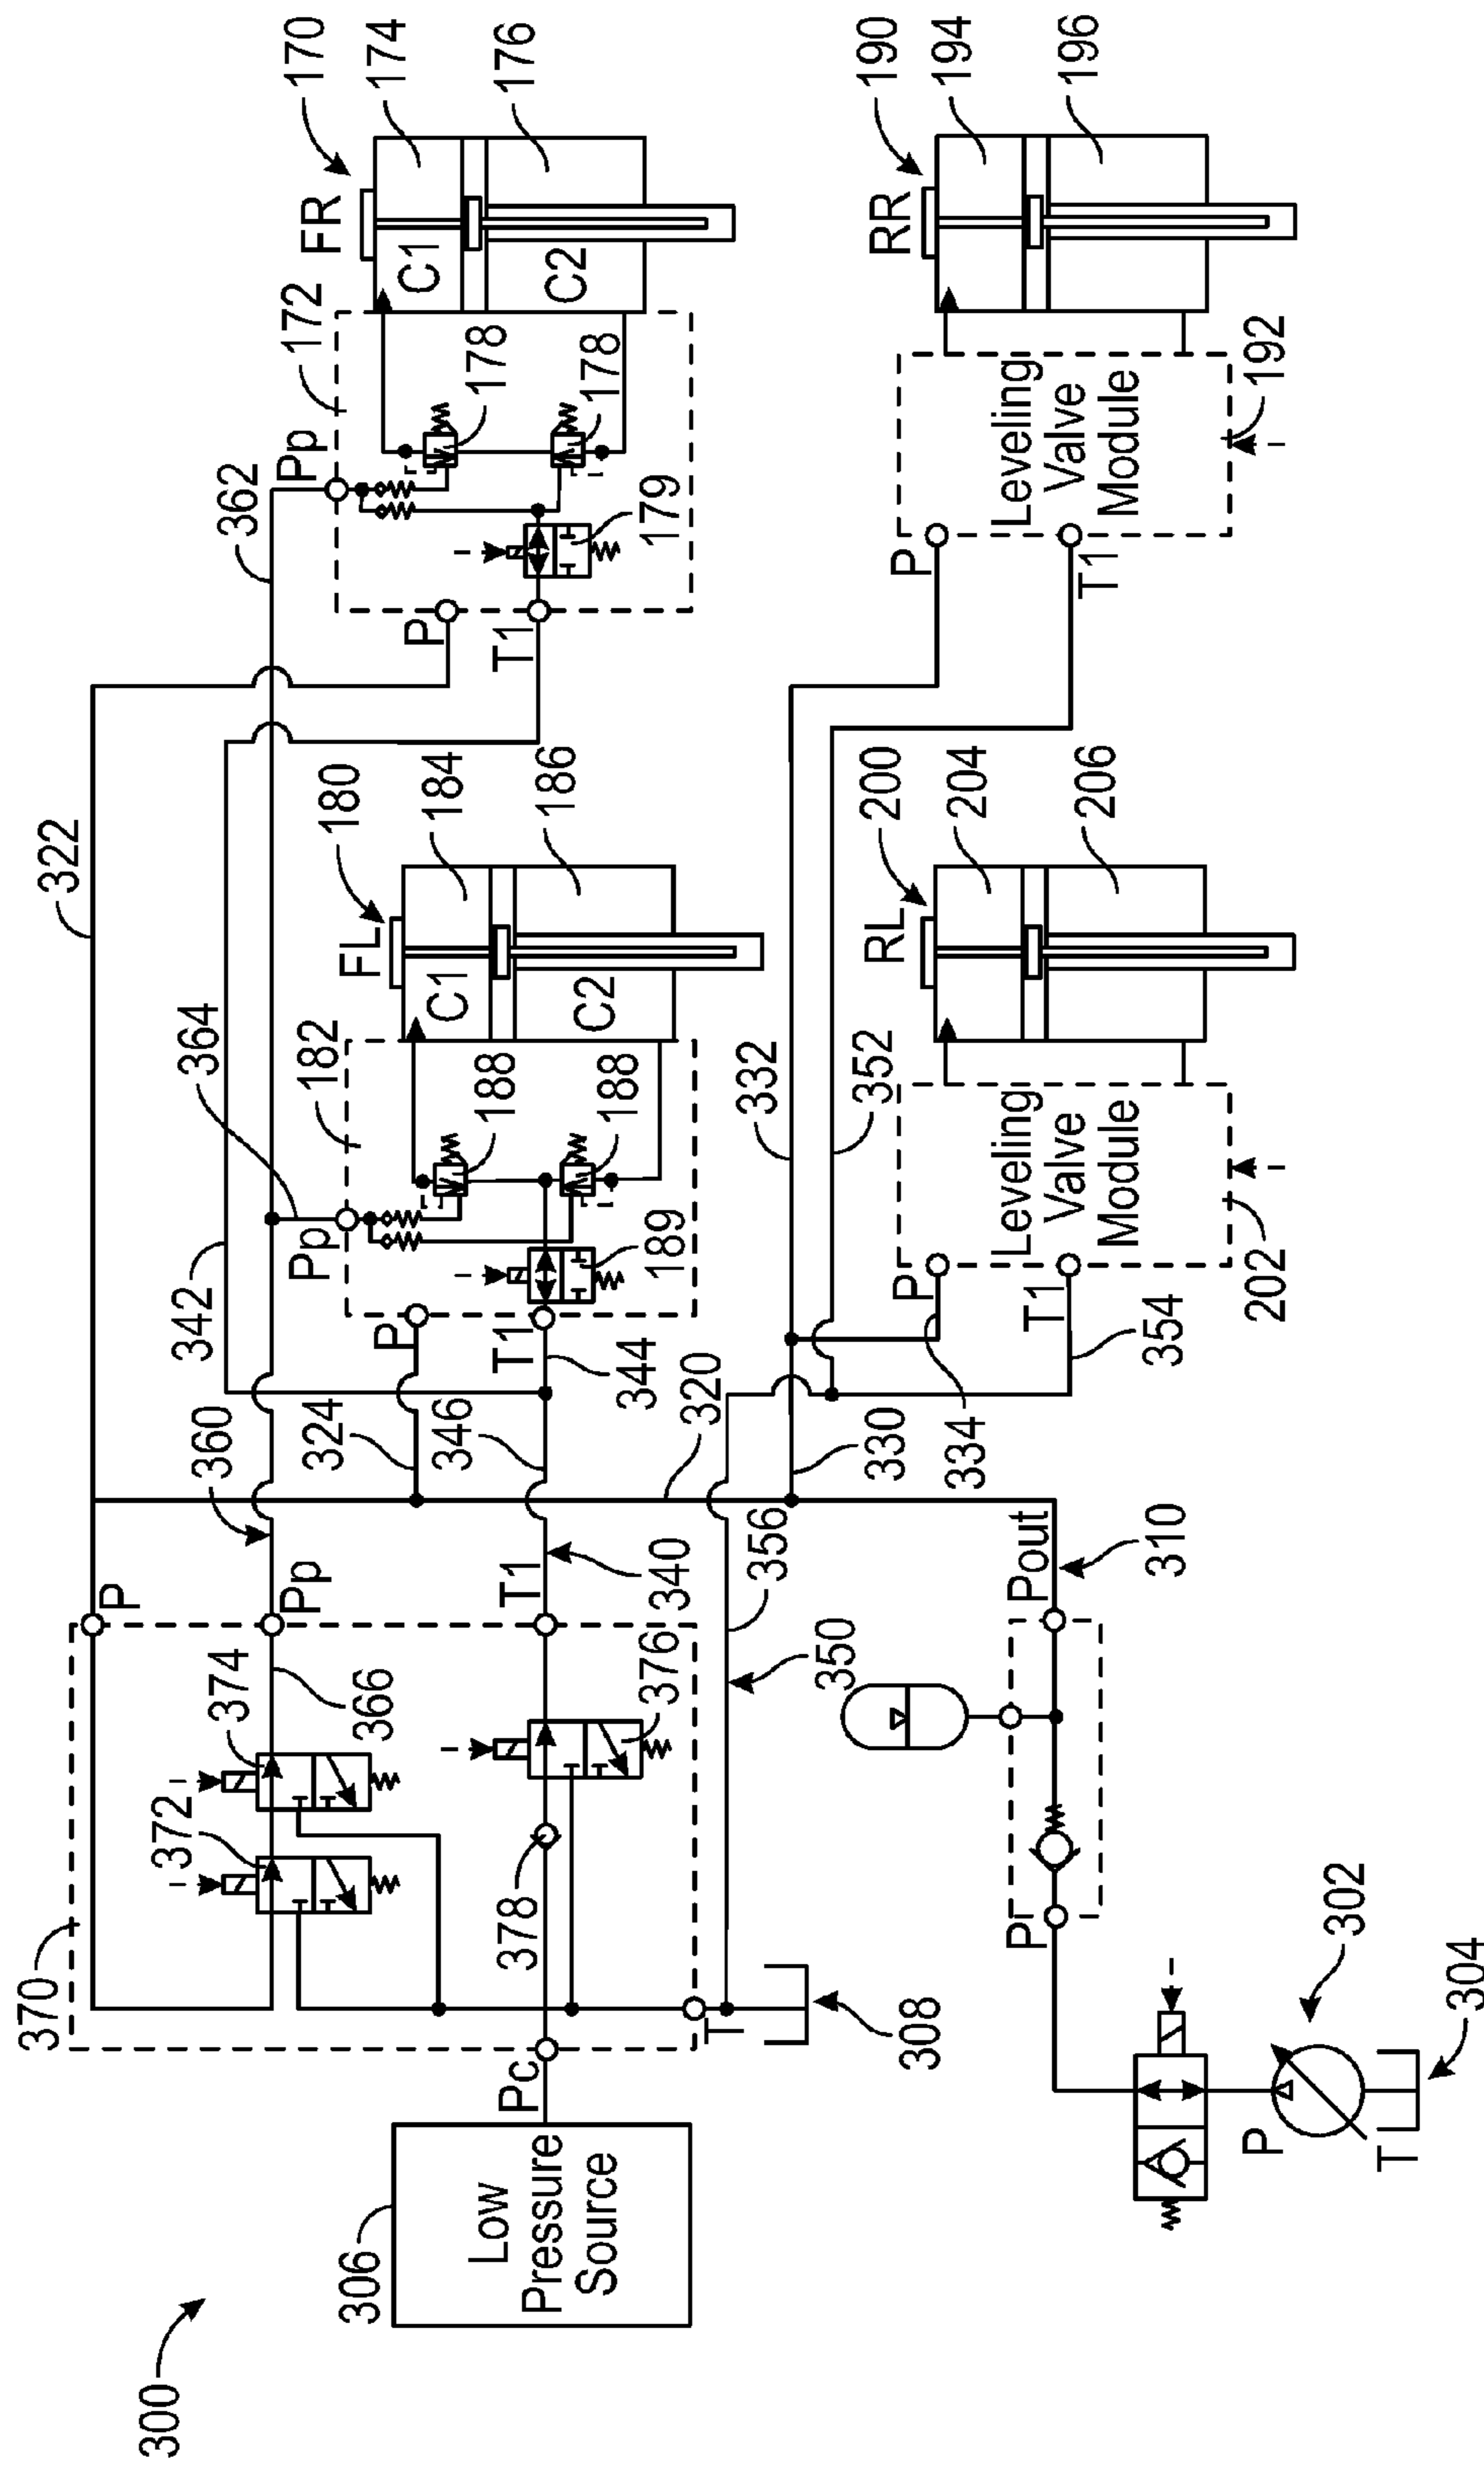 300
306
Low
Pressure
Source
Pc
370
372
374
366
378
376
P
Pp
T1
T
308
360
340
350
356
310
Pout
P
302
304
P
T
322
342
364
362
324
346
344
320
330
334
332
352
354
P
T1
Pp
182
188
188
189
FL
180
184
186
C1
C2
P
T1
Pp
172
178
178
179
FR
170
174
176
C1
C2
P
T1
Leveling
Valve
Module
202
RL
200
204
206
P
T1
Leveling
Valve
Module
192
RR
190
194
196